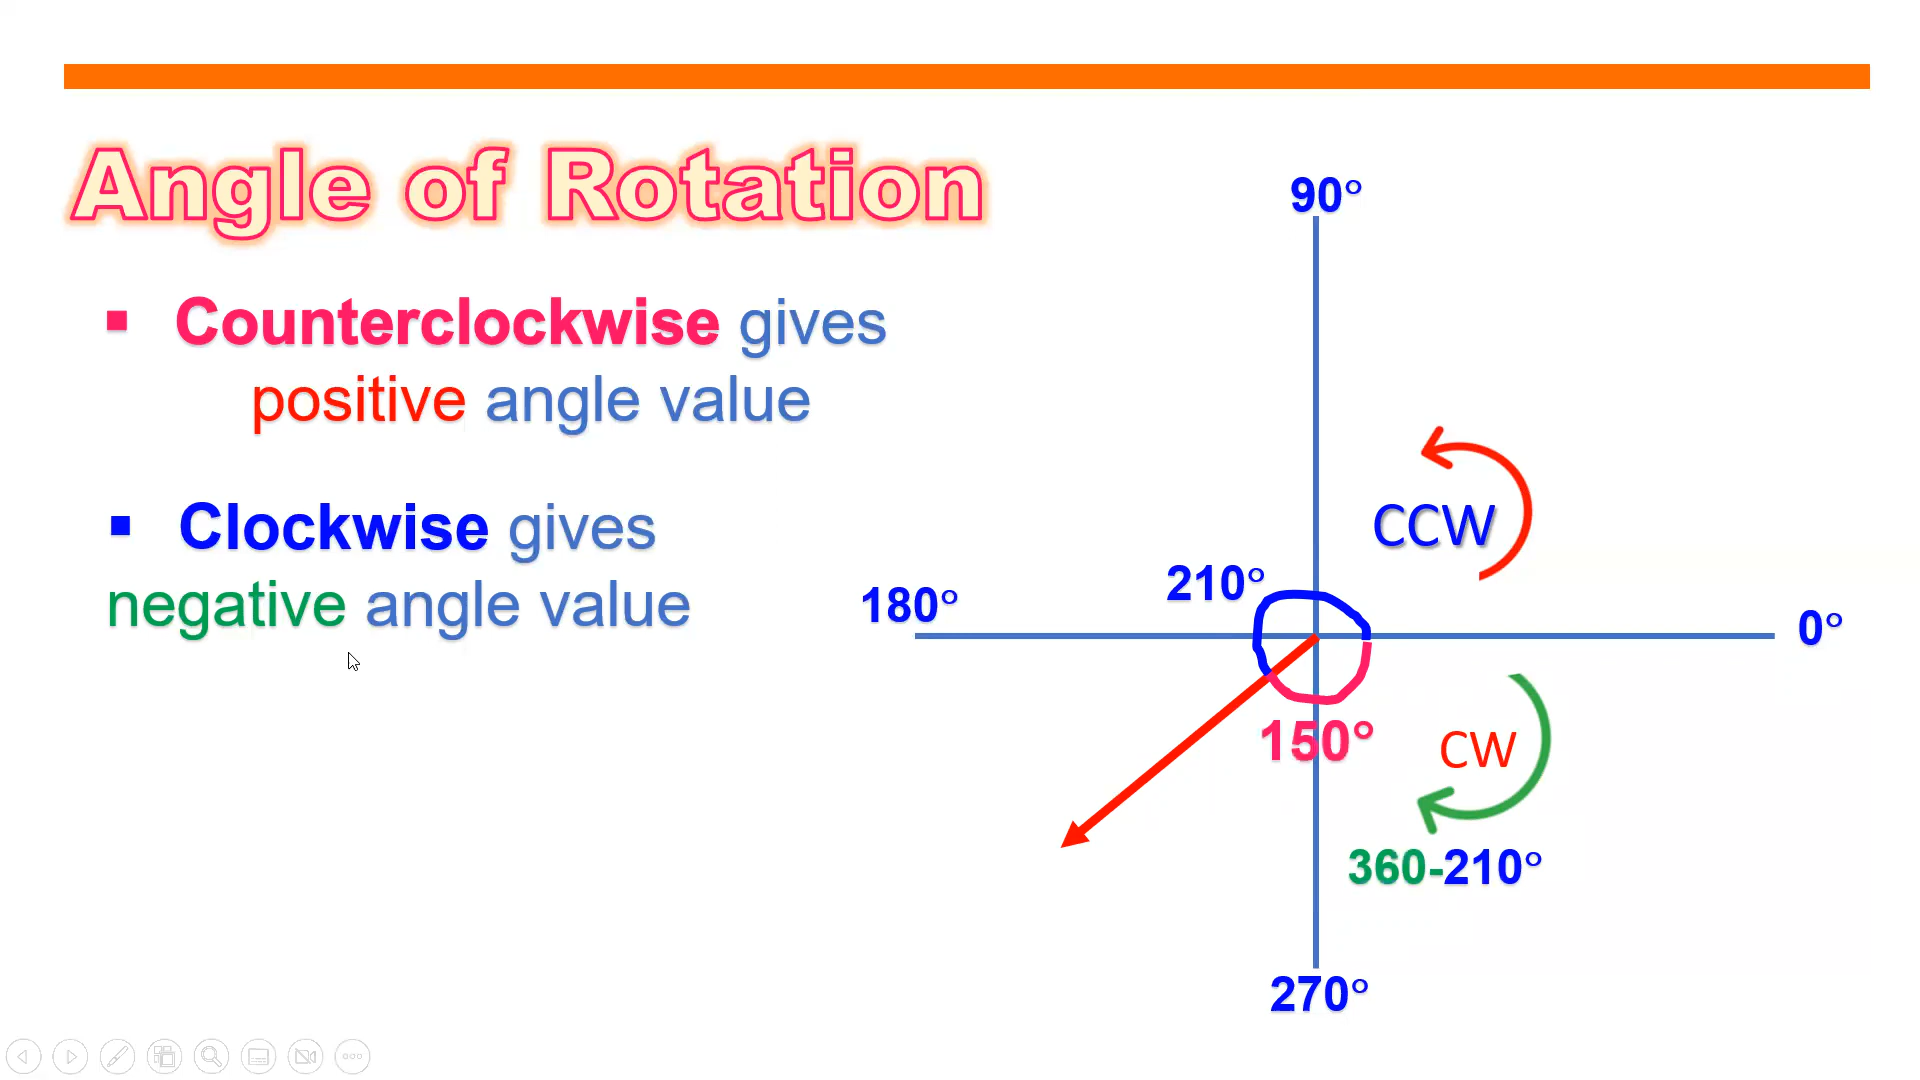 Angle of Rotation
▪ Counterclockwise gives
positive angle value
▪ Clockwise gives
negative angle value
90°
CCW
210°
180°
0°
150°
CW
360-210°
270°